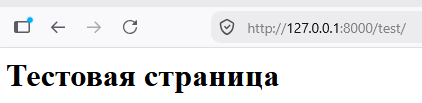 http://127.0.0.1:8000/test/
Тестовая страница